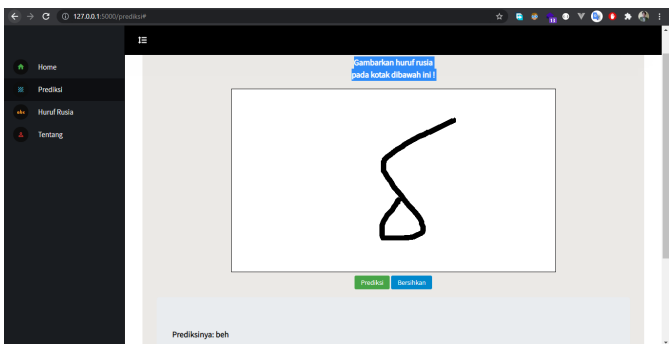 127.0.0.1:5000/prediksi#
Home
Prediksi
abc Huruf Rusia
Tentang
Gambarkan huruf rusia
pada kotak dibawah ini !
Prediksi Bersihkan
Prediksinya: beh